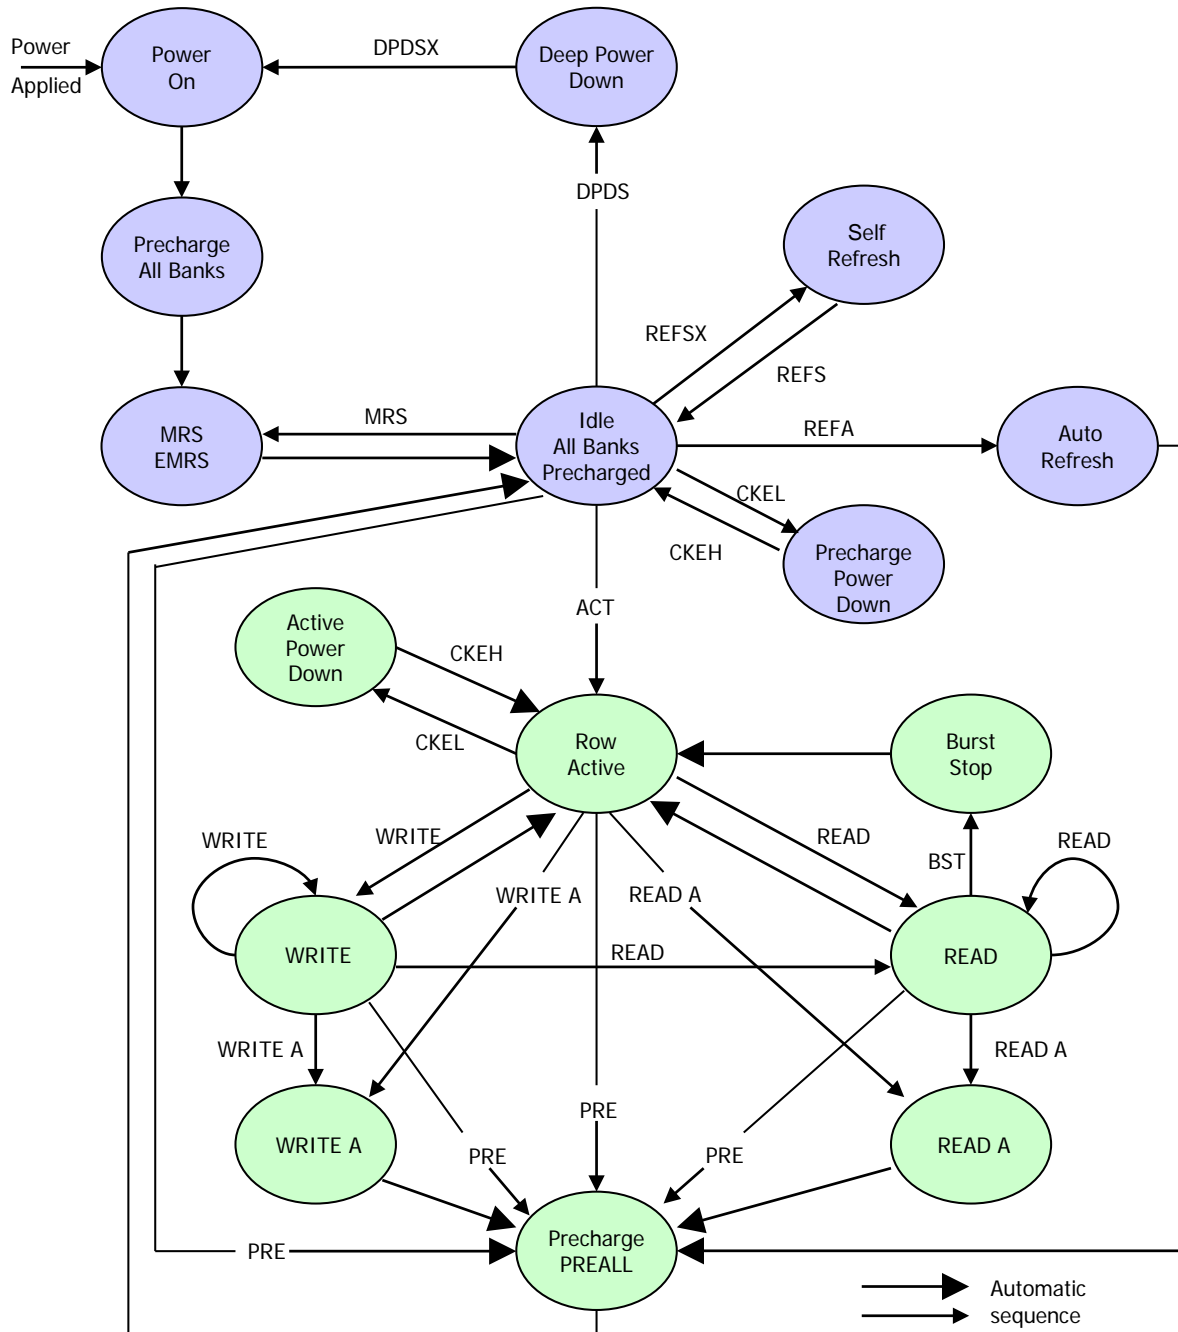 Power
Applied
Power
On
DPDSX
Deep Power
Down
DPDS
Precharge
All Banks
Self
Refresh
REFSX
REFS
MRS
EMRS
MRS
Idle
All Banks
Precharged
REFA
Auto
Refresh
CKEL
CKEH
Precharge
Power
Down
ACT
Active
Power
Down
CKEH
CKEL
Row
Active
Burst
Stop
WRITE
WRITE
READ
BST
READ
WRITE A
READ A
WRITE
READ
READ
WRITE A
READ A
WRITE A
PRE
PRE
PRE
READ A
PRE
Precharge
PREALL
Automatic
sequence